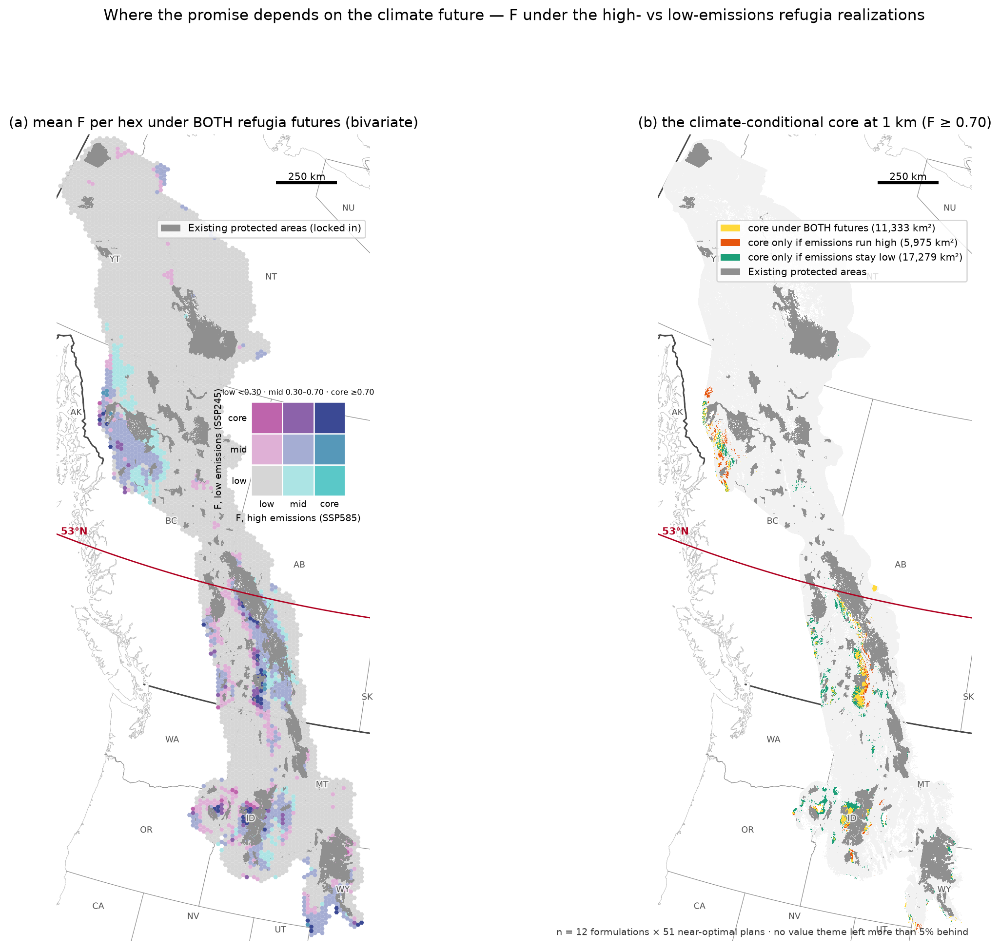 Where the promise depends on the climate future — F under the high- vs low-emissions refugia realizations
(a) mean F per hex under BOTH refugia futures (bivariate)
250 km
NU
Existing protected areas (locked in)
YT
NT
low <0.30 · mid 0.30–0.70 · core ≥0.70
F, low emissions (SSP245)
core
mid
low
low
mid
core
F, high emissions (SSP585)
AK
BC
53°N
AB
SK
WA
MT
ID
OR
WY
CA
NV
UT
(b) the climate-conditional core at 1 km (F ≥ 0.70)
250 km
NU
core under BOTH futures (11,333 km²)
core only if emissions run high (5,975 km²)
core only if emissions stay low (17,279 km²)
Existing protected areas
YT
NT
AK
BC
53°N
AB
SK
WA
MT
ID
OR
WY
CA
NV
UT
n = 12 formulations × 51 near-optimal plans · no value theme left more than 5% behind